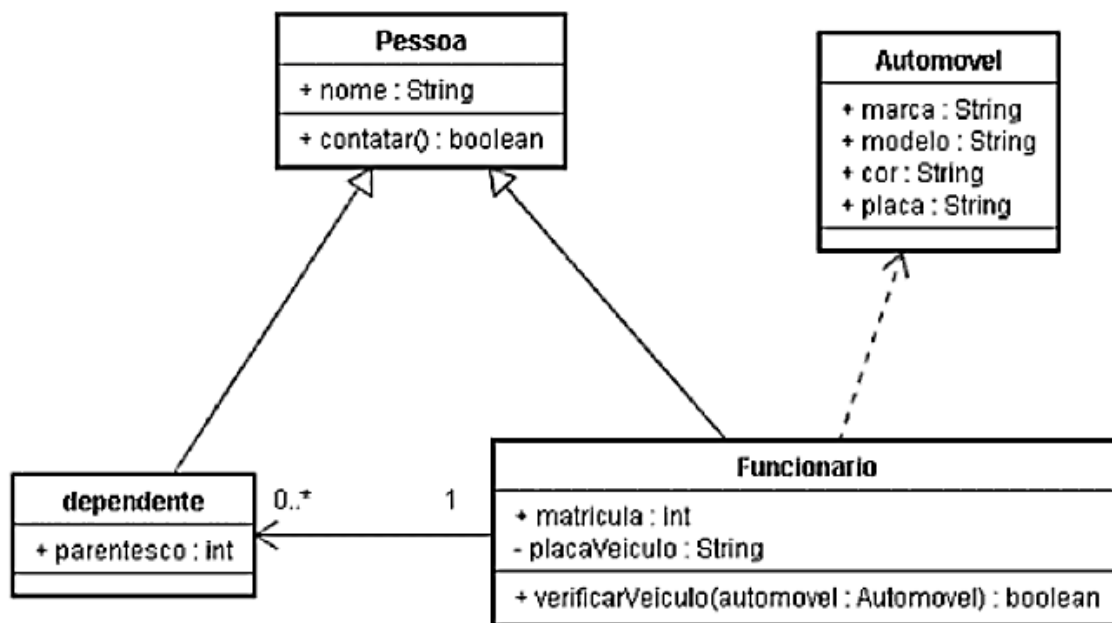 Pessoa
+ nome : String
+ contatar() : boolean
Automovel
+ marca : String
+ modelo : String
+ cor : String
+ placa : String
dependente
+ parentesco : int
0..*
1
Funcionario
+ matricula : int
- placaVeiculo : String
+ verificarVeiculo(automovel : Automovel) : boolean